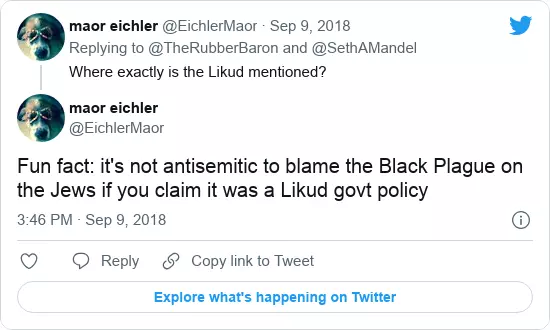 maor eichler @EichlerMaor · Sep 9, 2018
Replying to @TheRubberBaron and @SethAMandel
Where exactly is the Likud mentioned?
maor eichler
@EichlerMaor
Fun fact: it's not antisemitic to blame the Black Plague on
the Jews if you claim it was a Likud govt policy
3:46 PM · Sep 9, 2018
Reply
Copy link to Tweet
Explore what's happening on Twitter